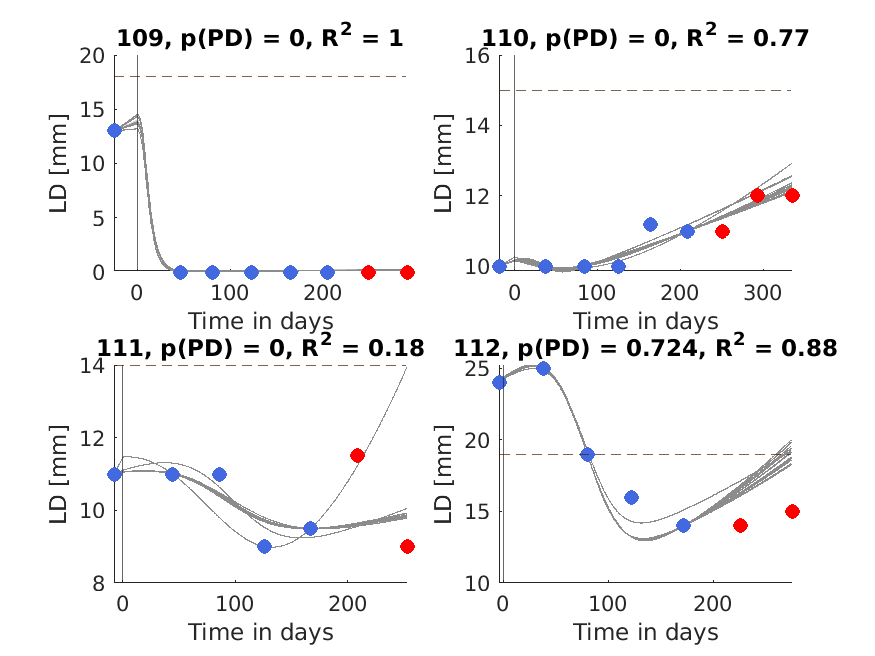 109, p(PD) = 0, R² = 1
20
15
10
5
0
LD [mm]
0 100 200
Time in days
110, p(PD) = 0, R² = 0.77
16
14
12
10
LD [mm]
0 100 200 300
Time in days
111, p(PD) = 0, R² = 0.18
14
12
10
8
LD [mm]
0 100 200
Time in days
112, p(PD) = 0.724, R² = 0.88
25
20
15
10
LD [mm]
0 100 200
Time in days